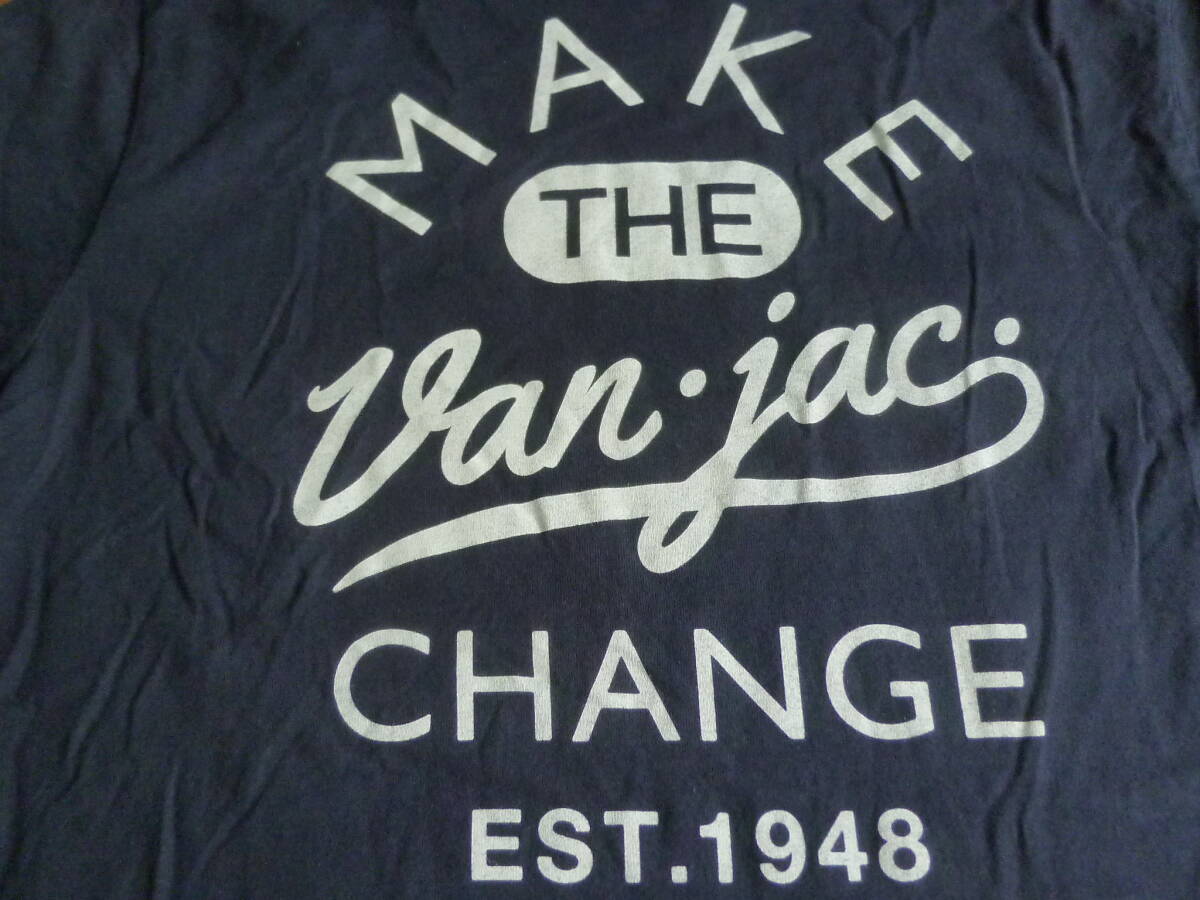 MAKE
THE
Van·jac.
CHANGE
EST.1948